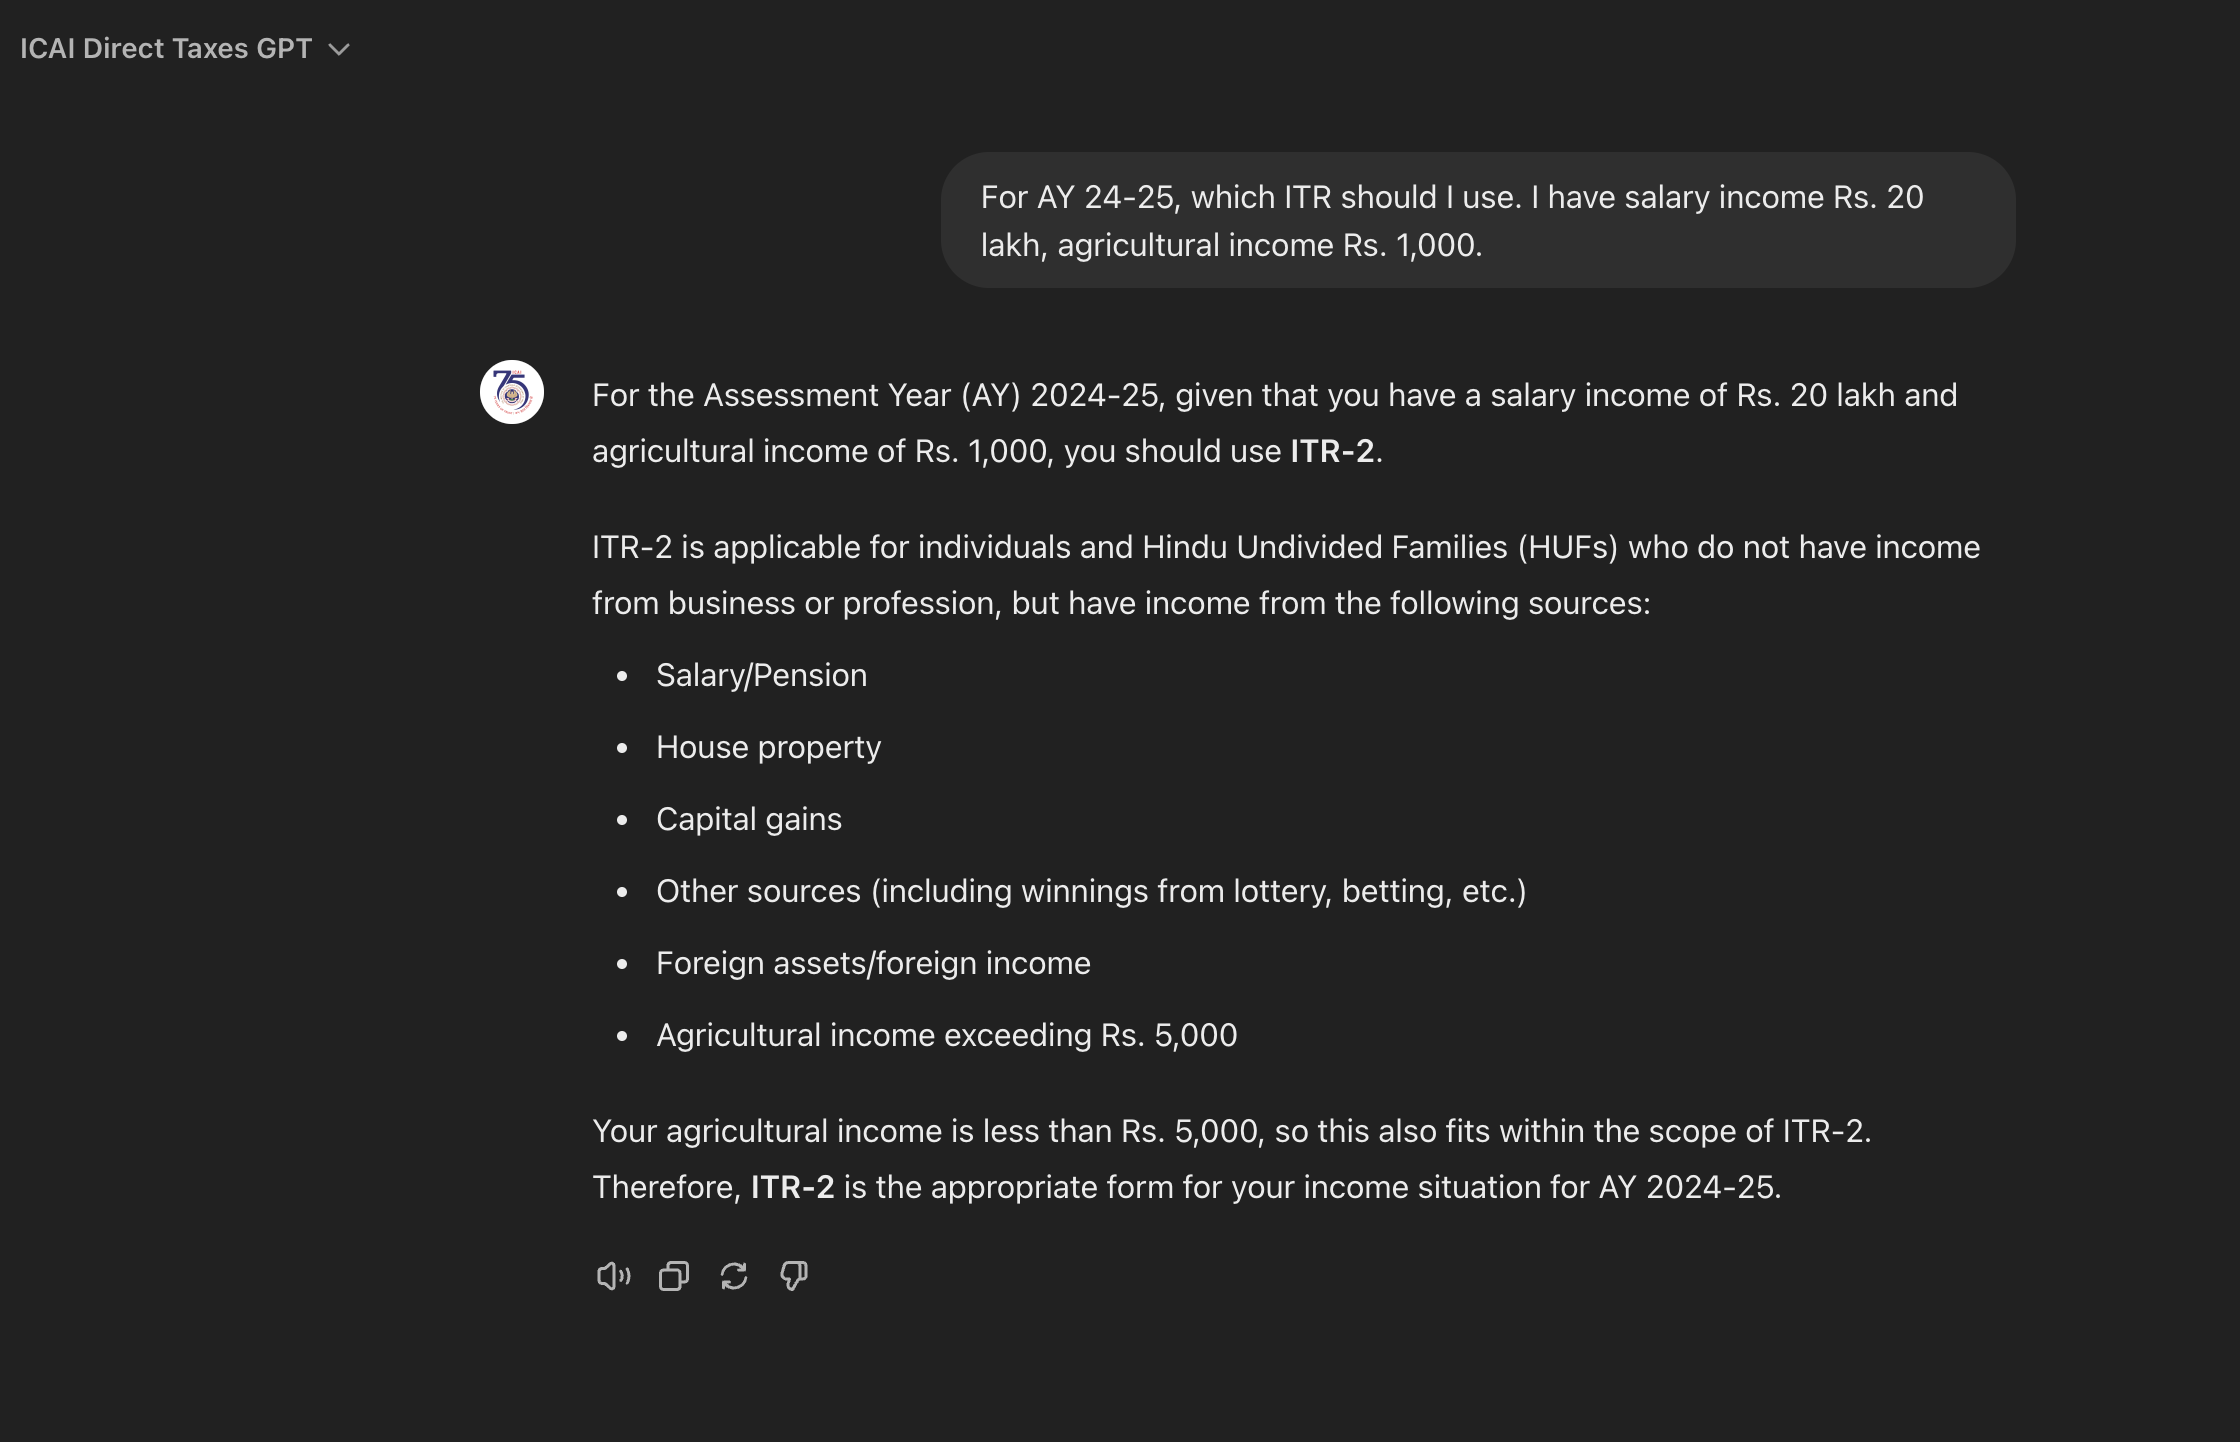 ICAI Direct Taxes GPT
For AY 24-25, which ITR should I use. I have salary income Rs. 20
lakh, agricultural income Rs. 1,000.
75
For the Assessment Year (AY) 2024-25, given that you have a salary income of Rs. 20 lakh and
agricultural income of Rs. 1,000, you should use ITR-2.
ITR-2 is applicable for individuals and Hindu Undivided Families (HUFs) who do not have income
from business or profession, but have income from the following sources:
• Salary/Pension
• House property
• Capital gains
• Other sources (including winnings from lottery, betting, etc.)
• Foreign assets/foreign income
• Agricultural income exceeding Rs. 5,000
Your agricultural income is less than Rs. 5,000, so this also fits within the scope of ITR-2.
Therefore, ITR-2 is the appropriate form for your income situation for AY 2024-25.